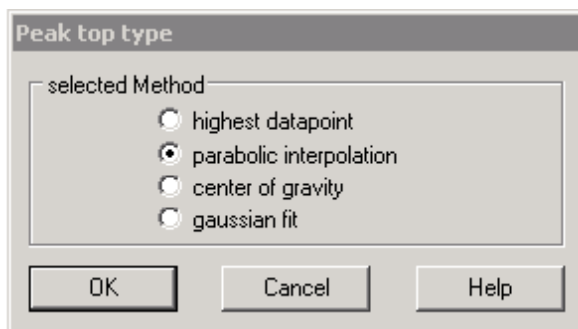 Peak top type
selected Method
highest datapoint
parabolic interpolation
center of gravity
gaussian fit
OK Cancel Help